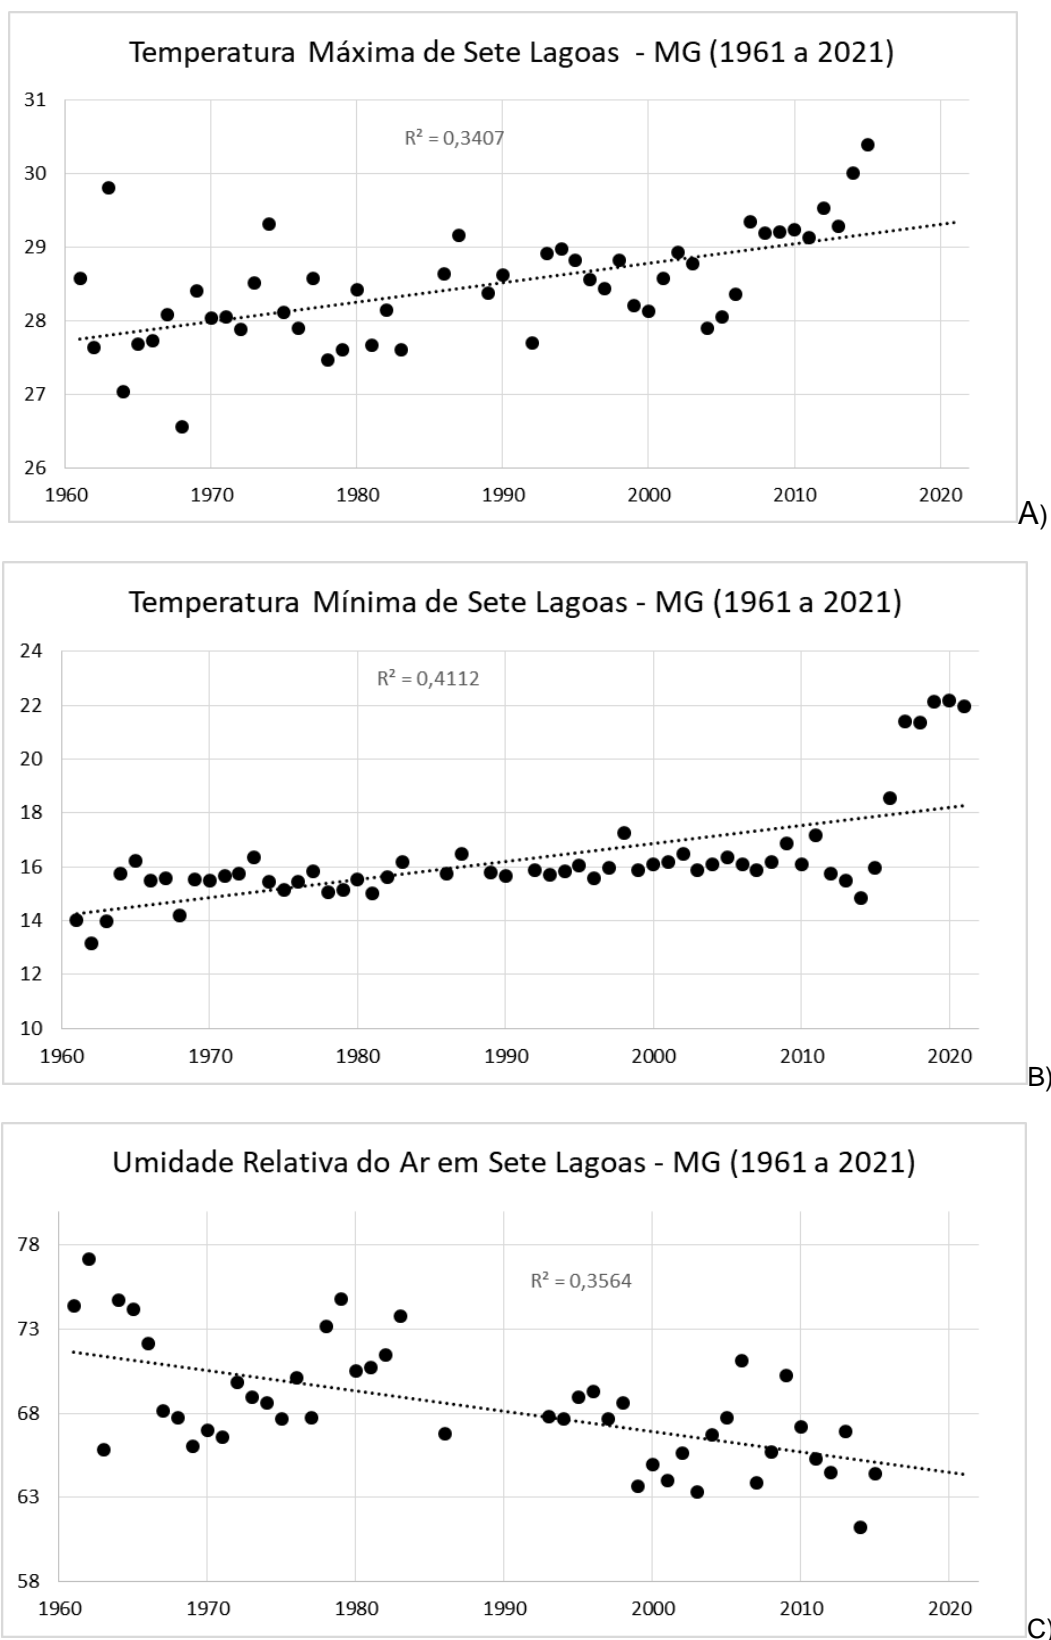 Temperatura Máxima de Sete Lagoas - MG (1961 a 2021)
31
R² = 0,3407
30
29
28
27
26
1960 1970 1980 1990 2000 2010 2020
A)
Temperatura Mínima de Sete Lagoas - MG (1961 a 2021)
24
R² = 0,4112
22
20
18
16
14
12
10
1960 1970 1980 1990 2000 2010 2020
B)
Umidade Relativa do Ar em Sete Lagoas - MG (1961 a 2021)
78
R² = 0,3564
73
68
63
58
1960 1970 1980 1990 2000 2010 2020
C)